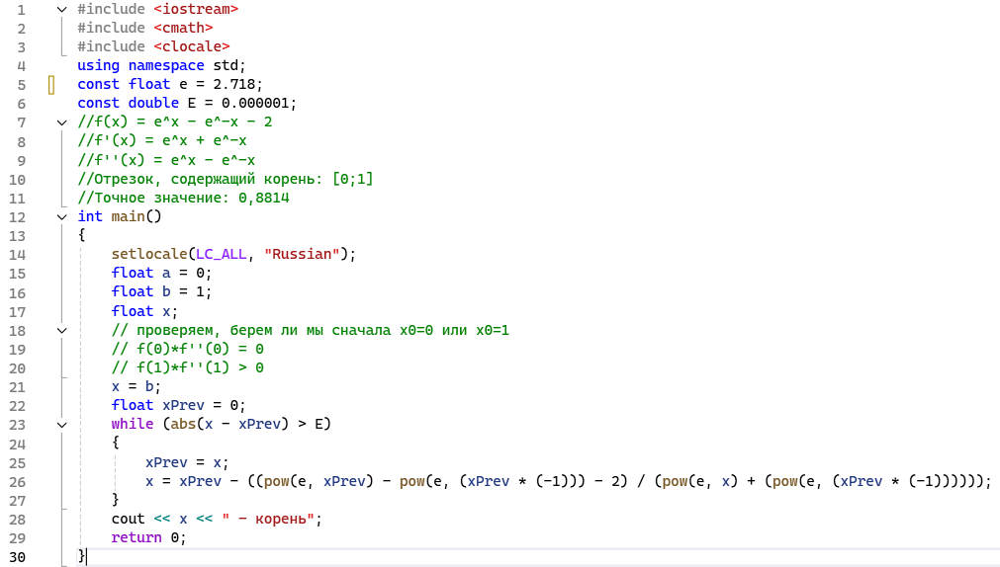 1 #include <iostream>
2 #include <cmath>
3 #include <clocale>
4 using namespace std;
5 const float e = 2.718;
6 const double E = 0.000001;
7 //f(x) = e^x - e^-x - 2
8 //f'(x) = e^x + e^-x
9 //f''(x) = e^x - e^-x
10 //Отрезок, содержащий корень: [0;1]
11 //Точное значение: 0,8814
12 int main()
13 {
14 setlocale(LC_ALL, "Russian");
15 float a = 0;
16 float b = 1;
17 float x;
18 // проверяем, берем ли мы сначала x0=0 или x0=1
19 // f(0)*f''(0) = 0
20 // f(1)*f''(1) > 0
21 x = b;
22 float xPrev = 0;
23 while (abs(x - xPrev) > E)
24 {
25 xPrev = x;
26 x = xPrev - ((pow(e, xPrev) - pow(e, (xPrev * (-1))) - 2) / (pow(e, x) + (pow(e, (xPrev * (-1))))));
27 }
28 cout << x << " - корень";
29 return 0;
30 }